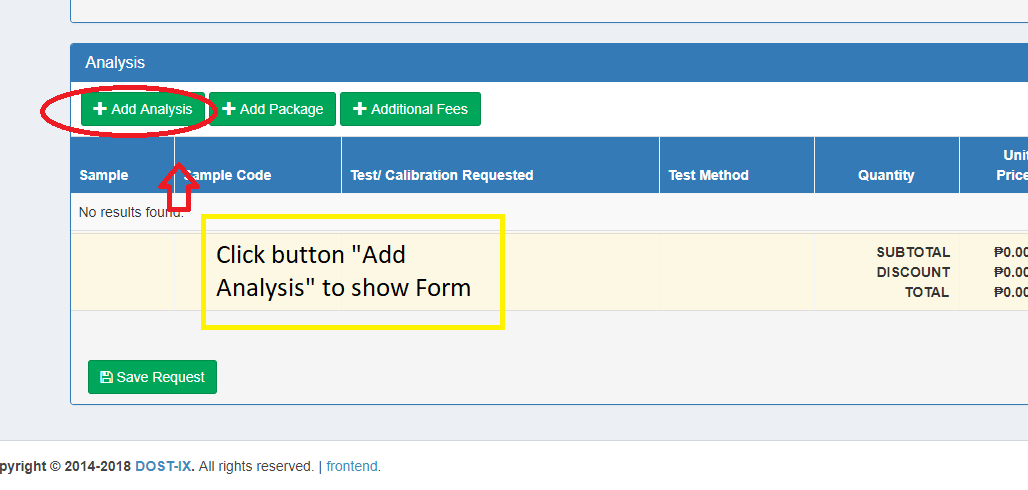 Analysis
Add Analysis Add Package Additional Fees
Unit
Sample Sample Code Test/ Calibration Requested Test Method Quantity Price
No results found.
SUBTOTAL ₱0.00
Click button "Add
DISCOUNT ₱0.00
Analysis" to show Form
TOTAL ₱0.00
Save Request
pyright © 2014-2018 DOST-IX. All rights reserved. | frontend.